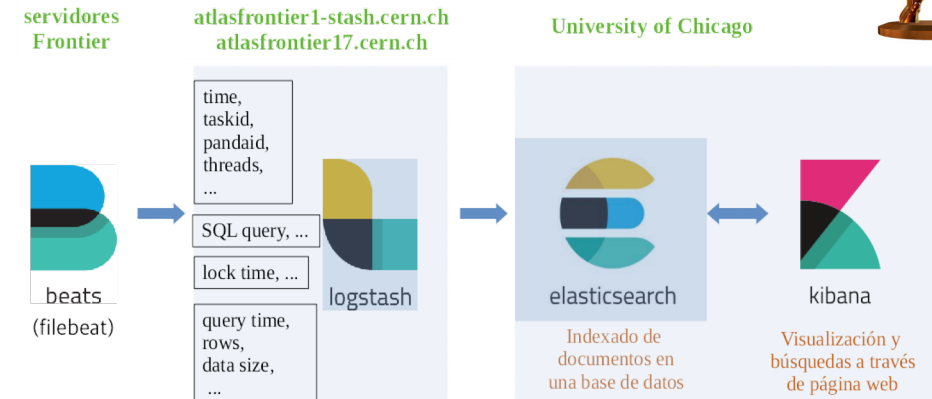 servidores
Frontier
atlasfrontier1-stash.cern.ch
atlasfrontier17.cern.ch
University of Chicago
time,
taskid,
pandaid,
threads,
...
SQL query, ...
lock time, ...
query time,
rows,
data size,
...
beats
(filebeat)
logstash
elasticsearch
kibana
Indexado de
documentos en
una base de datos
Visualización y
búsquedas a través
de página web